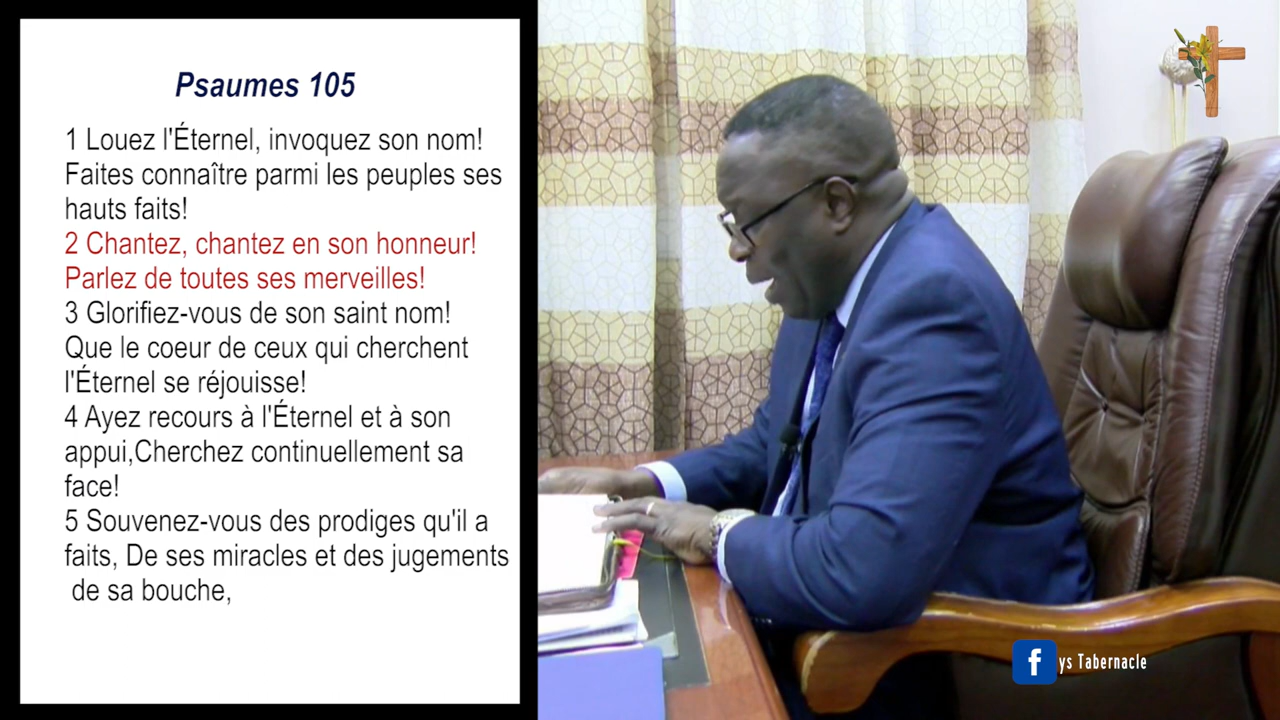 Psaumes 105
1 Louez l'Éternel, invoquez son nom!
Faites connaître parmi les peuples ses
hauts faits!
2 Chantez, chantez en son honneur!
Parlez de toutes ses merveilles!
3 Glorifiez-vous de son saint nom!
Que le coeur de ceux qui cherchent
l'Éternel se réjouisse!
4 Ayez recours à l'Éternel et à son
appui,Cherchez continuellement sa
face!
5 Souvenez-vous des prodiges qu'il a
faits, De ses miracles et des jugements
de sa bouche,
f ys Tabernacle